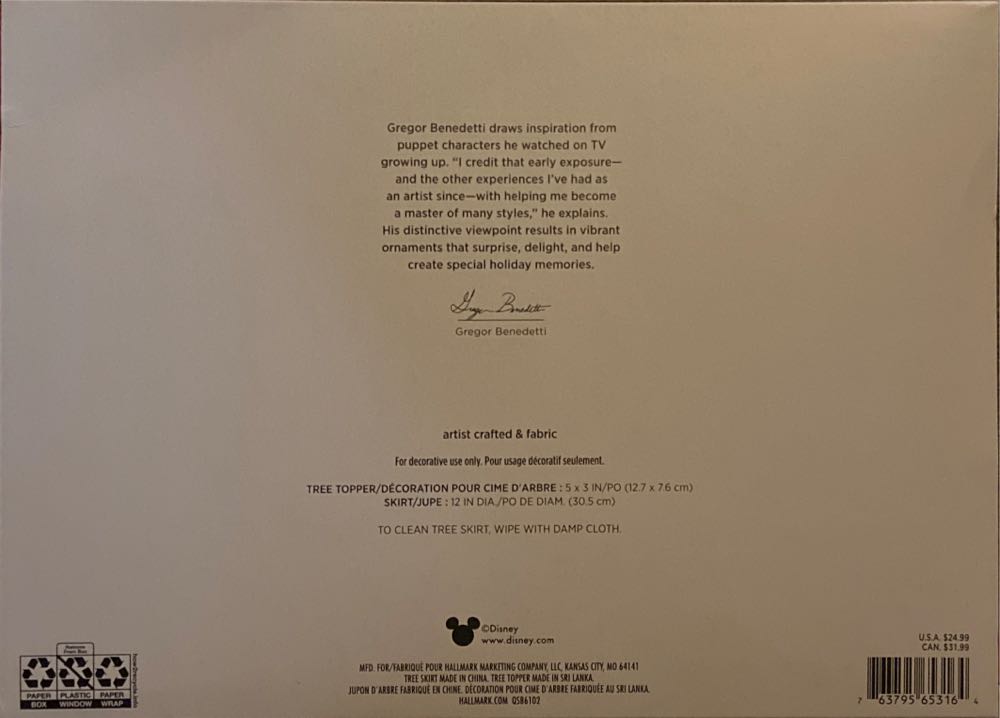 Gregor Benedetti draws inspiration from
puppet characters he watched on TV
growing up. “I credit that early exposure—
and the other experiences I've had as
an artist since—with helping me become
a master of many styles,” he explains.
His distinctive viewpoint results in vibrant
ornaments that surprise, delight, and help
create special holiday memories.
Gregor Benedetti
Gregor Benedetti
artist crafted & fabric
For decorative use only. Pour usage décoratif seulement.
TREE TOPPER/DÉCORATION POUR CIME D'ARBRE : 5 x 3 IN/PO (12.7 x 7.6 cm)
SKIRT/JUPE : 12 IN DIA./PO DE DIAM. (30.5 cm)
TO CLEAN TREE SKIRT, WIPE WITH DAMP CLOTH.
©Disney
www.disney.com
MFD. FOR/FABRIQUÉ POUR HALLMARK MARKETING COMPANY, LLC, KANSAS CITY, MO 64141
TREE SKIRT MADE IN CHINA. TREE TOPPER MADE IN SRI LANKA.
JUPON D'ARBRE FABRIQUÉ EN CHINE. DÉCORATION POUR CIME D'ARBRE FABRIQUÉE AU SRI LANKA.
HALLMARK.COM QSB6102
Remove
From Box
PAPER PLASTIC PAPER
BOX WINDOW WRAP
how2recycle.info
U.S.A. $24.99
CAN. $31.99
7 63795 65316 4